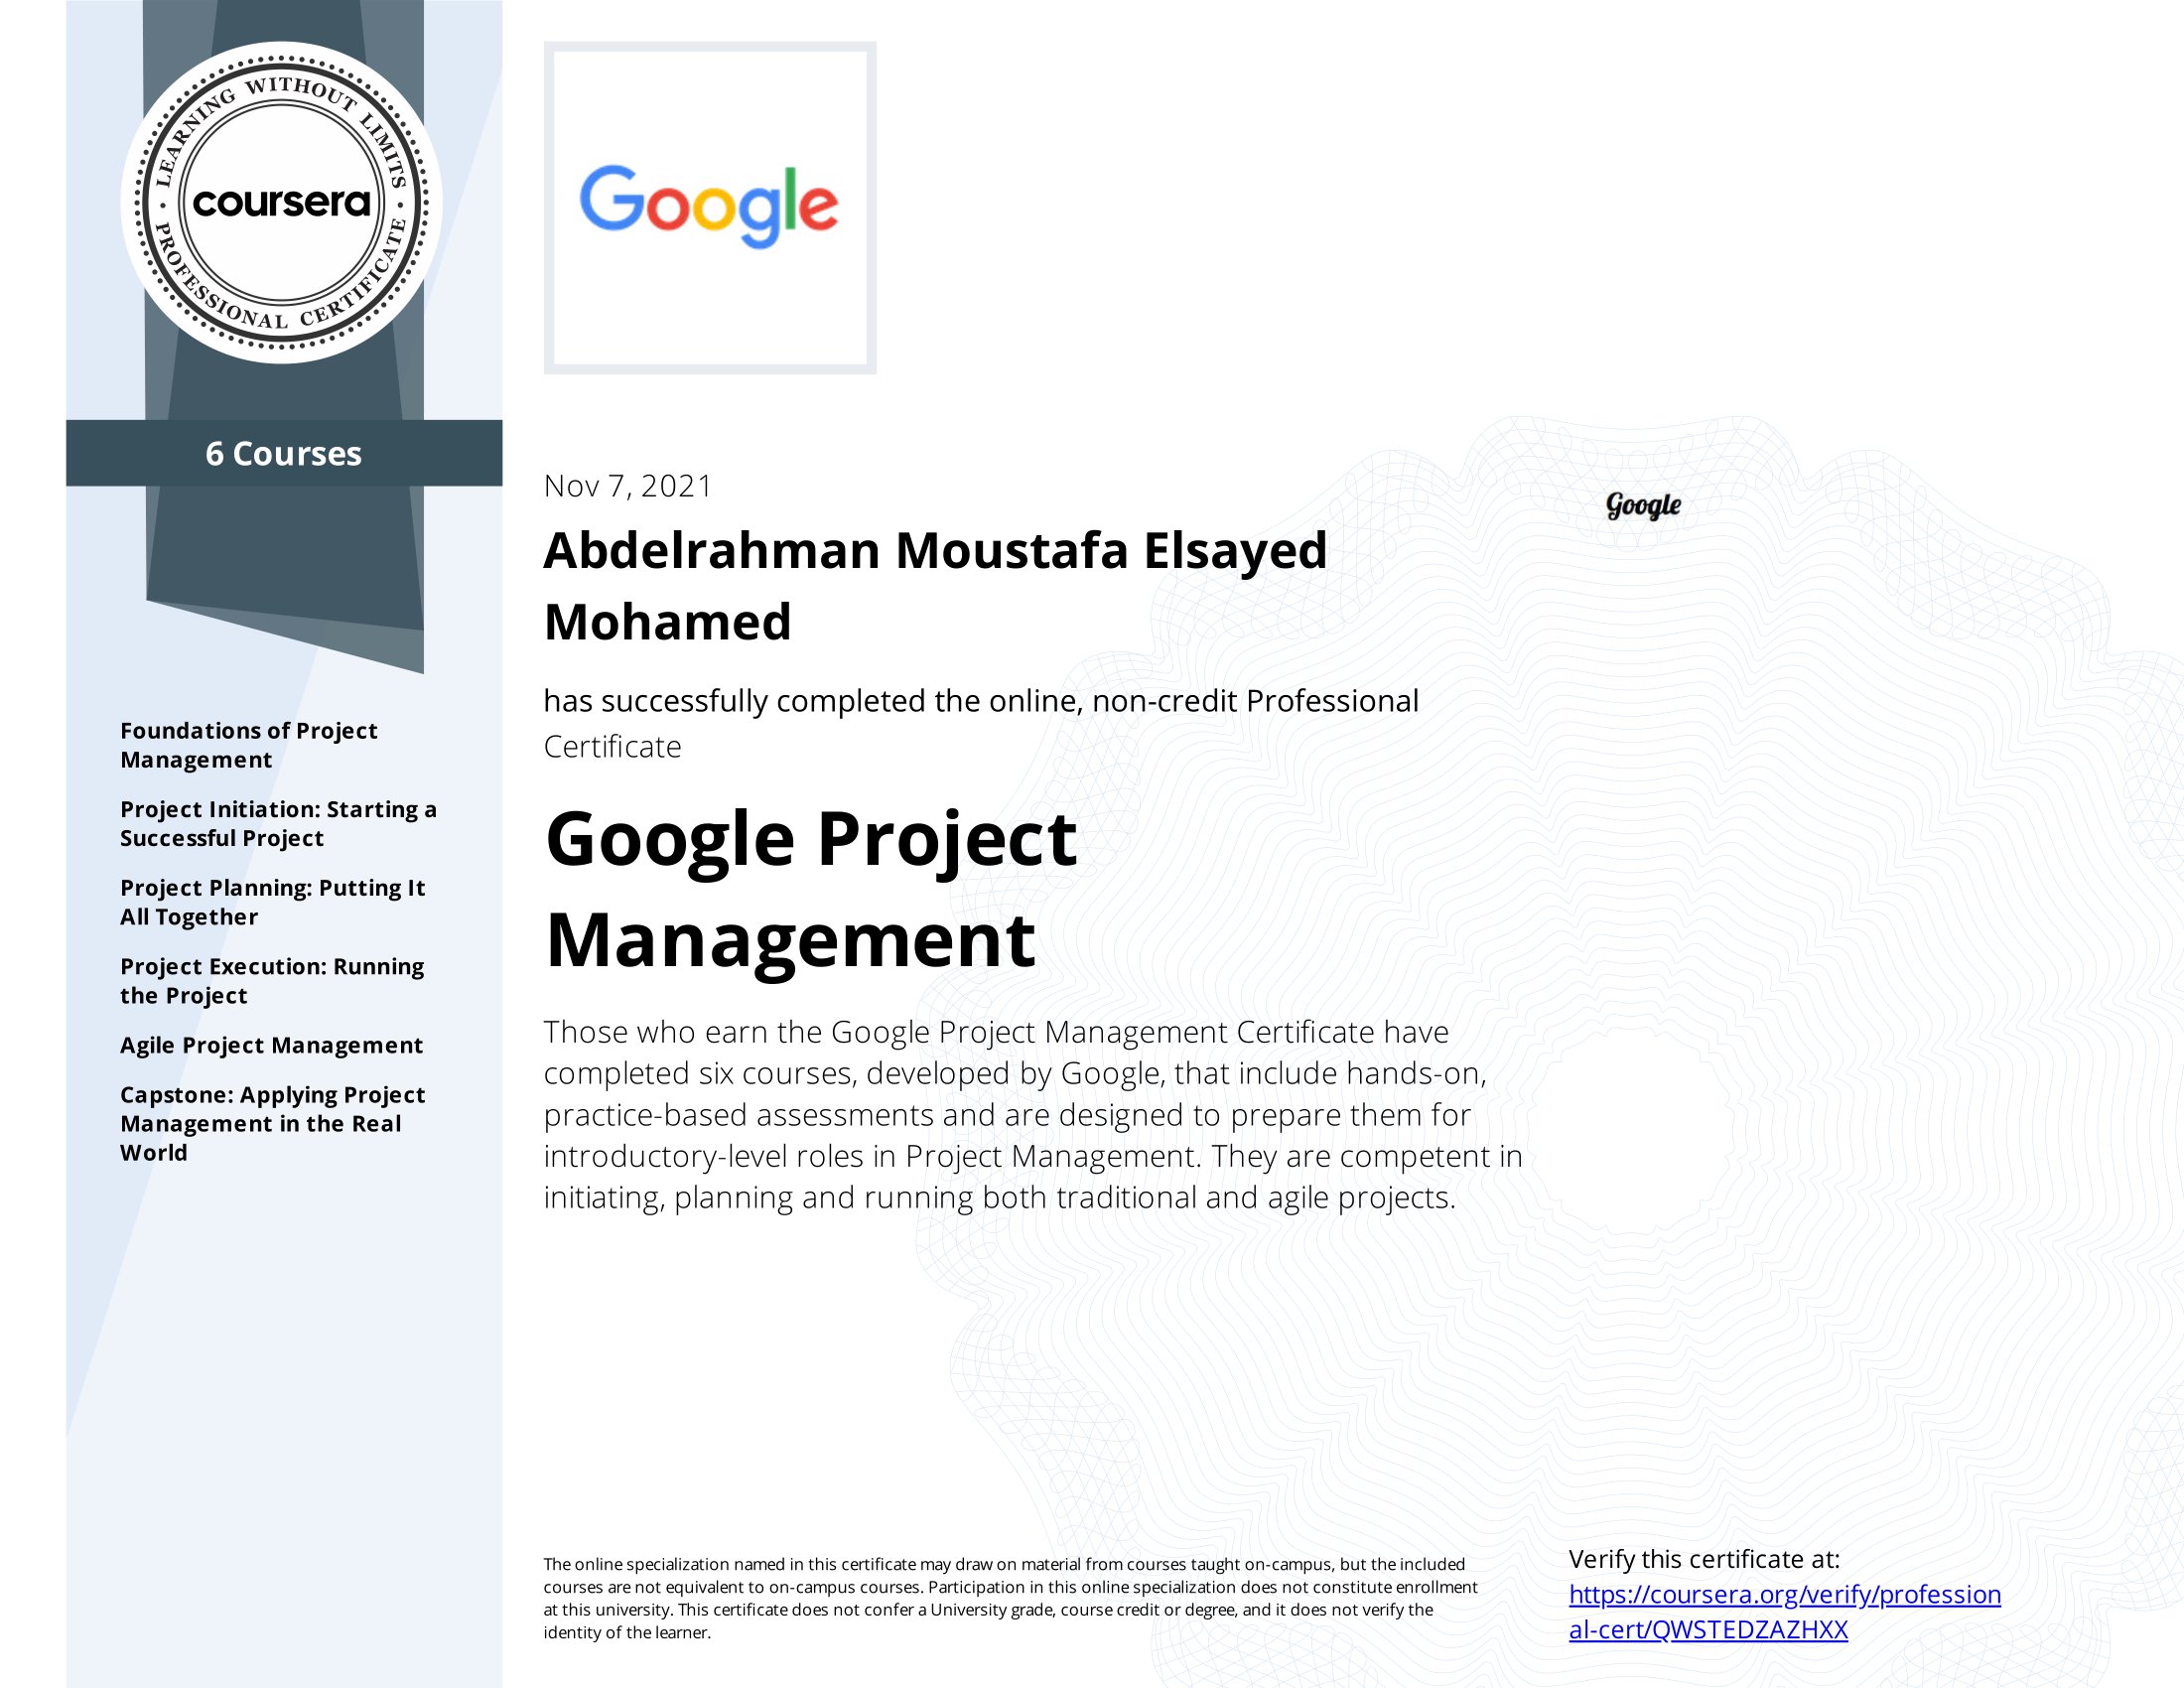 LEARNING WITHOUT LIMITS
coursera
PROFESSIONAL CERTIFICATE
6 Courses
Foundations of Project
Management
Project Initiation: Starting a
Successful Project
Project Planning: Putting It
All Together
Project Execution: Running
the Project
Agile Project Management
Capstone: Applying Project
Management in the Real
World
Google
Nov 7, 2021
Google
Abdelrahman Moustafa Elsayed
Mohamed
has successfully completed the online, non-credit Professional
Certificate
Google Project
Management
Those who earn the Google Project Management Certificate have
completed six courses, developed by Google, that include hands-on,
practice-based assessments and are designed to prepare them for
introductory-level roles in Project Management. They are competent in
initiating, planning and running both traditional and agile projects.
The online specialization named in this certificate may draw on material from courses taught on-campus, but the included
courses are not equivalent to on-campus courses. Participation in this online specialization does not constitute enrollment
at this university. This certificate does not confer a University grade, course credit or degree, and it does not verify the
identity of the learner.
Verify this certificate at:
https://coursera.org/verify/profession
al-cert/QWSTEDZAZHXX